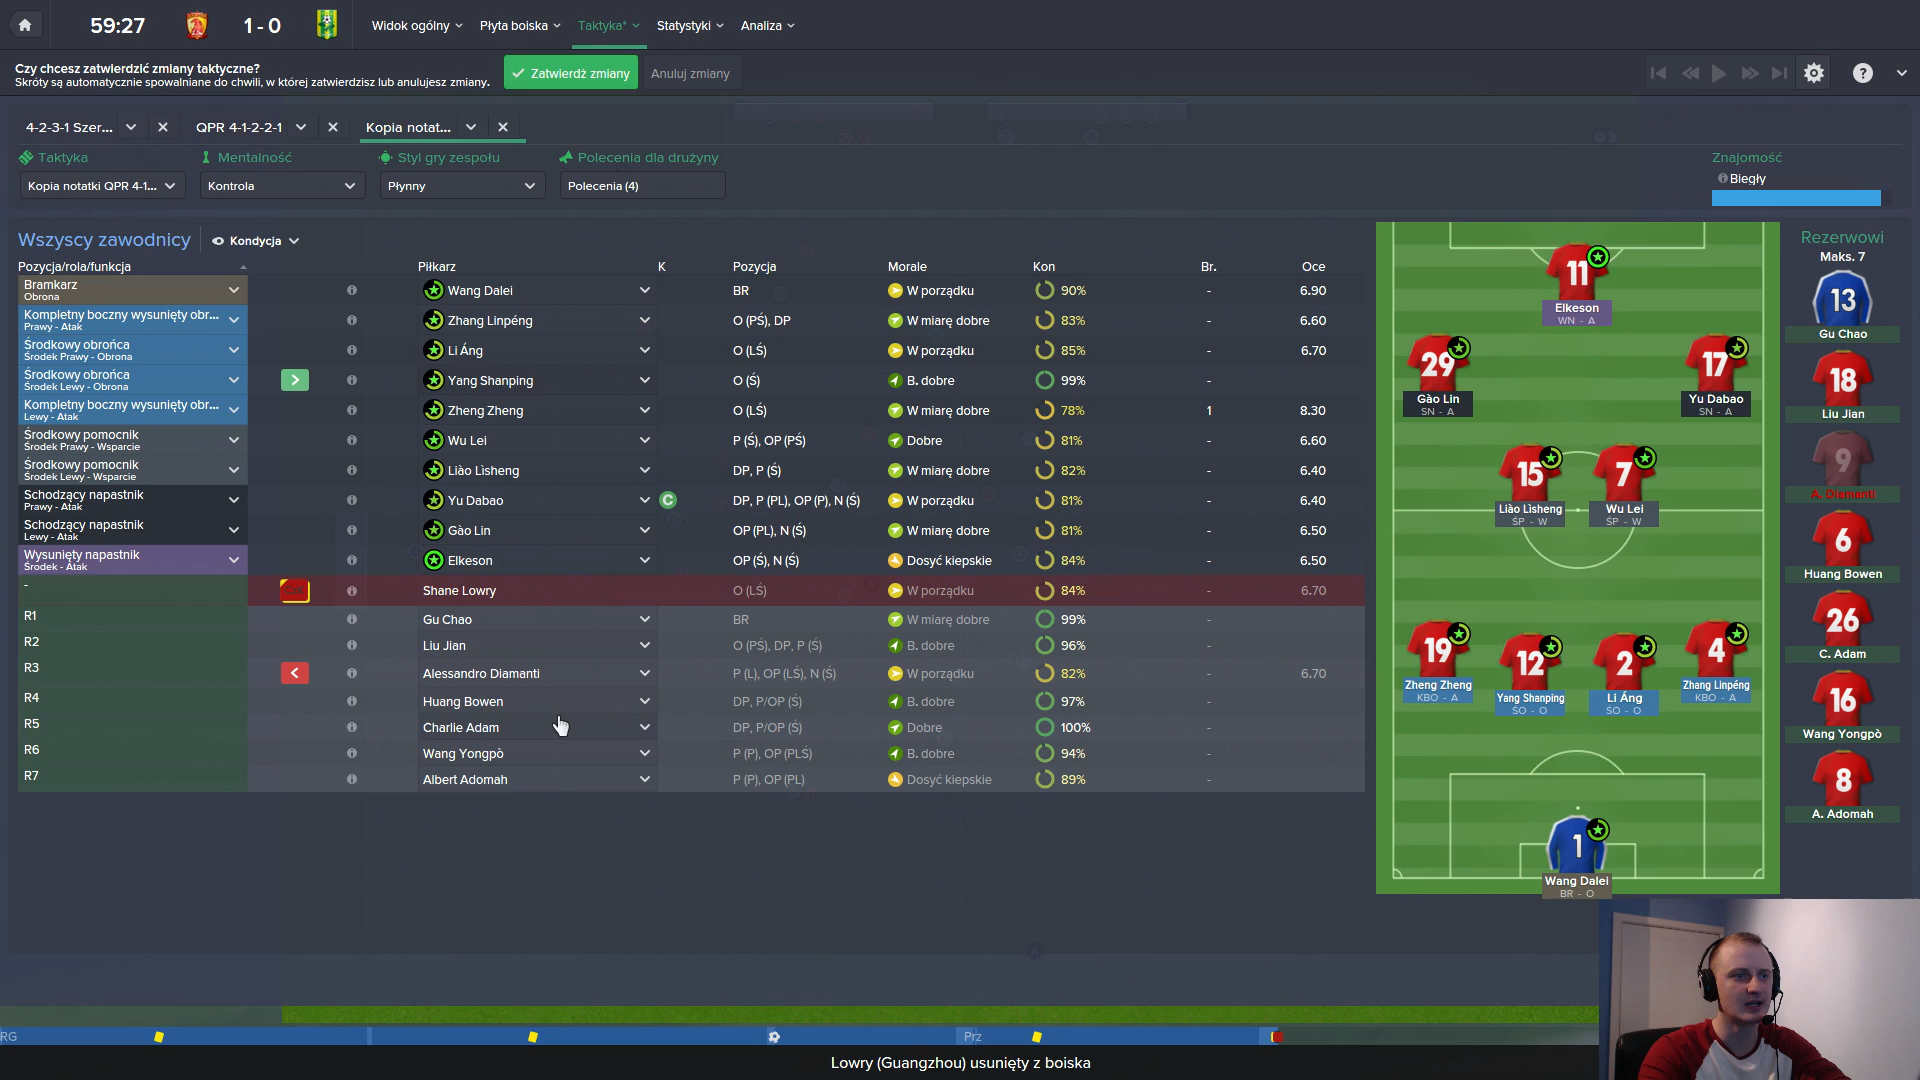 59:27
1 - 0
Widok ogólny
Płyta boiska
Taktyka*
Statystyki
Analiza
Czy chcesz zatwierdzić zmiany taktyczne?
Skróty są automatycznie spowalniane do chwili, w której zatwierdzisz lub anulujesz zmiany.
Zatwierdź zmiany
Anuluj zmiany
4-2-3-1 Szer...
QPR 4-1-2-2-1
Kopia notat...
Taktyka
Mentalność
Styl gry zespołu
Polecenia dla drużyny
Znajomość
Kopia notatki QPR 4-1...
Kontrola
Płynny
Polecenia (4)
Biegły
Wszyscy zawodnicy
Kondycja
Pozycja/rola/funkcja
Piłkarz
K
Pozycja
Morale
Kon
Br.
Oce
Bramkarz
Obrona
Wang Dalei BR W porządku 90% - 6.90
Kompletny boczny wysunięty obr...
Prawy - Atak
Zhang Linpéng O (PŚ), DP W miarę dobre 83% - 6.60
Środkowy obrońca
Środek Prawy - Obrona
Li Áng O (LŚ) W porządku 85% - 6.70
Środkowy obrońca
Środek Lewy - Obrona
Yang Shanping O (Ś) B. dobre 99% -
Kompletny boczny wysunięty obr...
Lewy - Atak
Zheng Zheng O (LŚ) W miarę dobre 78% 1 8.30
Środkowy pomocnik
Środek Prawy - Wsparcie
Wu Lei P (Ś), OP (PŚ) Dobre 81% - 6.60
Środkowy pomocnik
Środek Lewy - Wsparcie
Liào Lìsheng DP, P (Ś) W miarę dobre 82% - 6.40
Schodzący napastnik
Prawy - Atak
Yu Dabao C DP, P (PL), OP (P), N (Ś) W porządku 81% - 6.40
Schodzący napastnik
Lewy - Atak
Gào Lin OP (PL), N (Ś) W miarę dobre 81% - 6.50
Wysunięty napastnik
Środek - Atak
Elkeson OP (Ś), N (Ś) Dosyć kiepskie 84% - 6.50
- Shane Lowry O (LŚ) W porządku 84% - 6.70
R1 Gu Chao BR W miarę dobre 99% -
R2 Liu Jian O (PŚ), DP, P (Ś) B. dobre 96% -
R3 Alessandro Diamanti P (L), OP (LŚ), N (Ś) W porządku 82% - 6.70
R4 Huang Bowen DP, P/OP (Ś) B. dobre 97% -
R5 Charlie Adam DP, P/OP (Ś) Dobre 100% -
R6 Wang Yongpò P (P), OP (PLŚ) B. dobre 94% -
R7 Albert Adomah P (P), OP (PL) Dosyć kiepskie 89% -
11
Elkeson
WN - A
29
Gào Lin
SN - A
17
Yu Dabao
SN - A
15
Liào Lìsheng
ŚP - W
7
Wu Lei
ŚP - W
19
Zheng Zheng
KBO - A
12
Yang Shanping
ŚO - O
2
Li Áng
ŚO - O
4
Zhang Linpéng
KBO - A
1
Wang Dalei
BR - O
Rezerwowi
Maks. 7
13
Gu Chao
18
Liu Jian
9
A. Diamanti
6
Huang Bowen
26
C. Adam
16
Wang Yongpò
8
A. Adomah
RG
Prz
Lowry (Guangzhou) usunięty z boiska